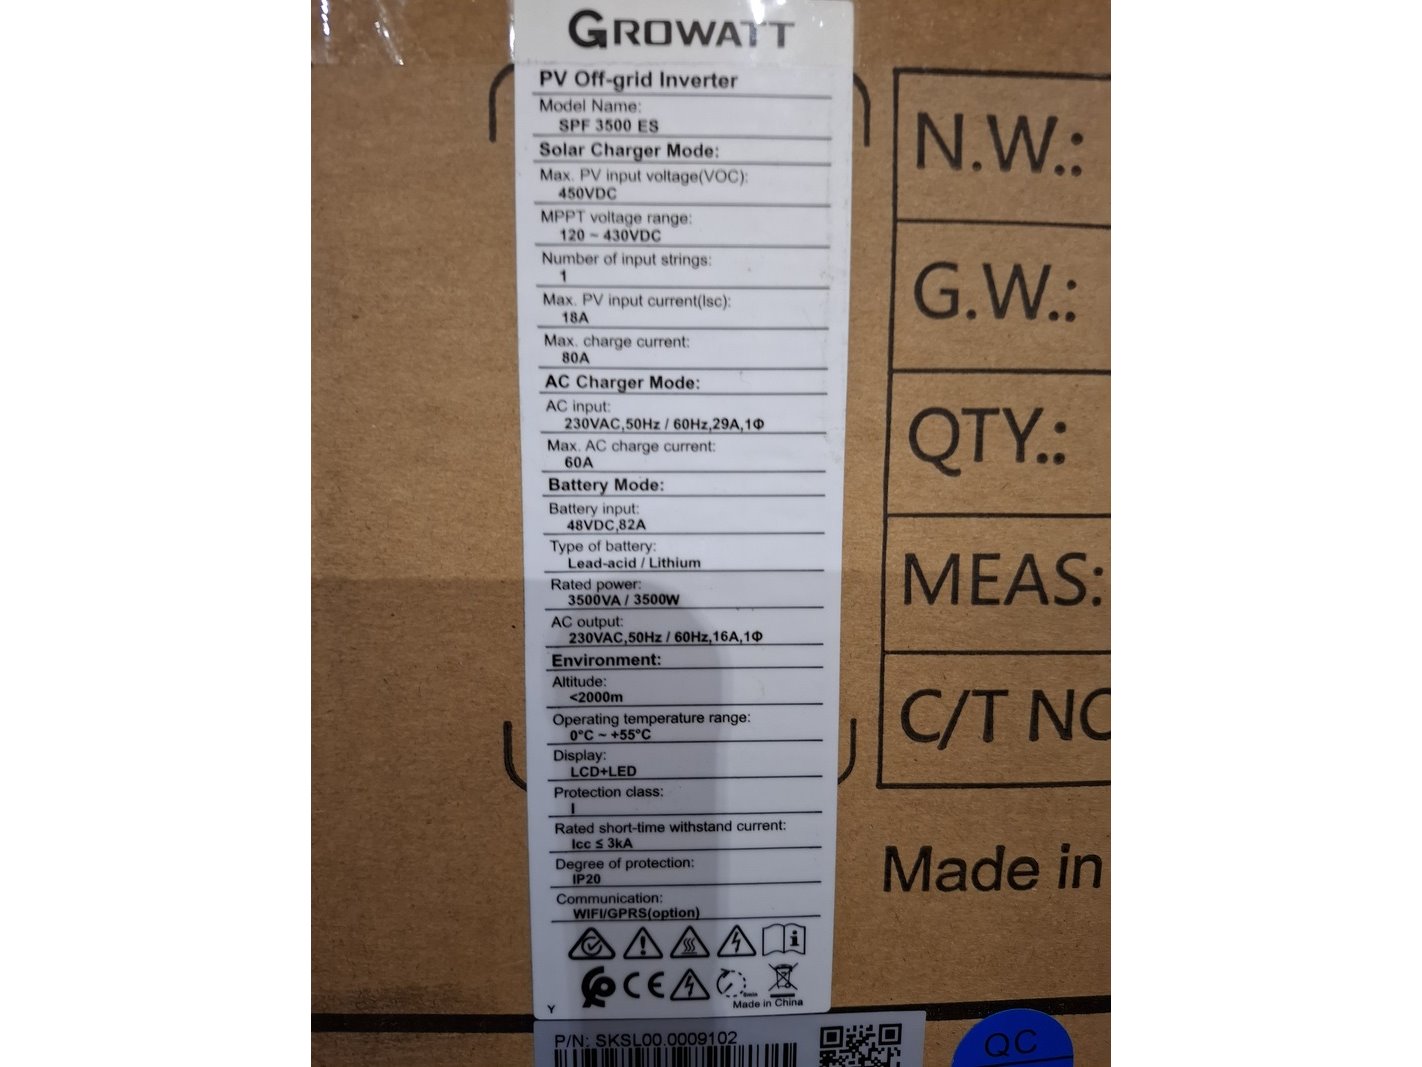 GROWATT
PV Off-grid Inverter
Model Name:
SPF 3500 ES
Solar Charger Mode:
Max. PV input voltage(VOC):
450VDC
MPPT voltage range:
120 ~ 430VDC
Number of input strings:
1
Max. PV input current(Isc):
18A
Max. charge current:
80A
AC Charger Mode:
AC input:
230VAC,50Hz / 60Hz,29A,1Φ
Max. AC charge current:
60A
Battery Mode:
Battery input:
48VDC,82A
Type of battery:
Lead-acid / Lithium
Rated power:
3500VA / 3500W
AC output:
230VAC,50Hz / 60Hz,16A,1Φ
Environment:
Altitude:
<2000m
Operating temperature range:
0°C ~ +55°C
Display:
LCD+LED
Protection class:
I
Rated short-time withstand current:
Icc ≤ 3kA
Degree of protection:
IP20
Communication:
WIFI/GPRS(option)
CE
5min
Made in China
Y
P/N: SKSL00.0009102
N.W.:
G.W.:
QTY.:
MEAS:
C/T NO
Made in
QC